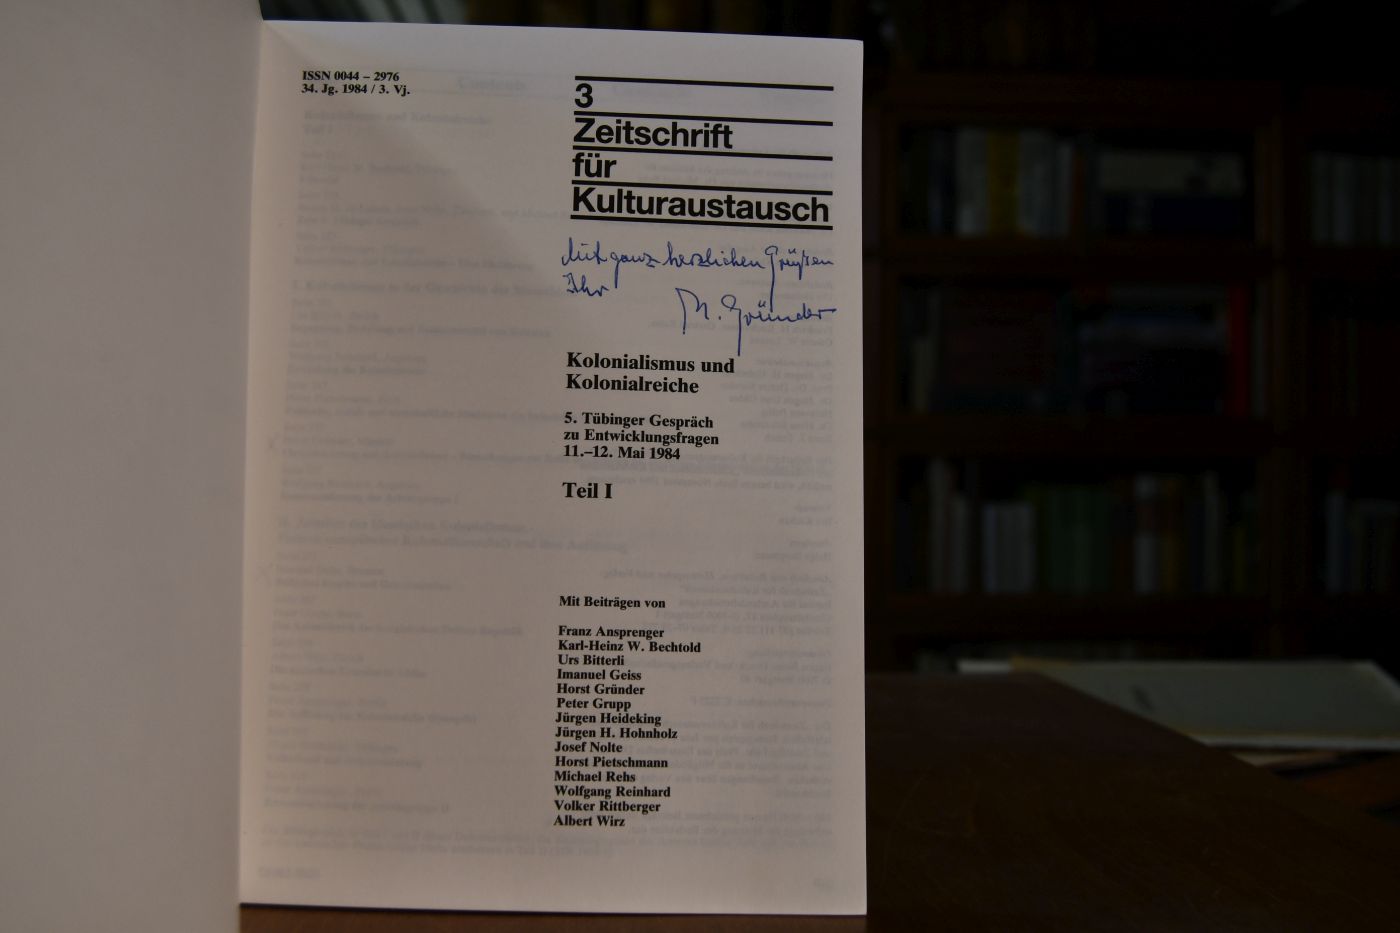 ISSN 0044 – 2976
34. Jg. 1984 / 3. Vj.
3
Zeitschrift
für
Kulturaustausch
Mit ganz herzlichen Grüßen
Ihr
H. Gründer
Kolonialismus und
Kolonialreiche
5. Tübinger Gespräch
zu Entwicklungsfragen
11.–12. Mai 1984
Teil I
Mit Beiträgen von
Franz Ansprenger
Karl-Heinz W. Bechtold
Urs Bitterli
Imanuel Geiss
Horst Gründer
Peter Grupp
Jürgen Heideking
Jürgen H. Hohnholz
Josef Nolte
Horst Pietschmann
Michael Rehs
Wolfgang Reinhard
Volker Rittberger
Albert Wirz